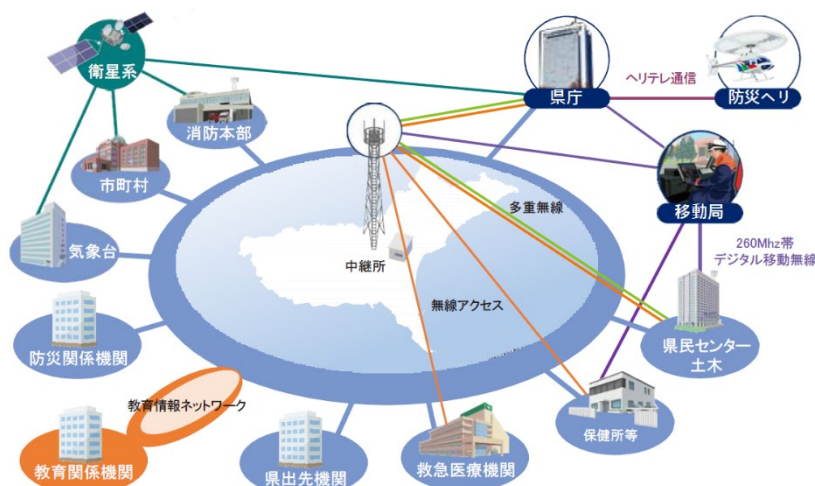 衛星系
県庁
ヘリテレ通信
防災ヘリ
消防本部
市町村
移動局
多重無線
気象台
中継所
260Mhz帯
デジタル移動無線
無線アクセス
防災関係機関
県民センター
土木
教育情報ネットワーク
保健所等
教育関係機関
県出先機関
救急医療機関